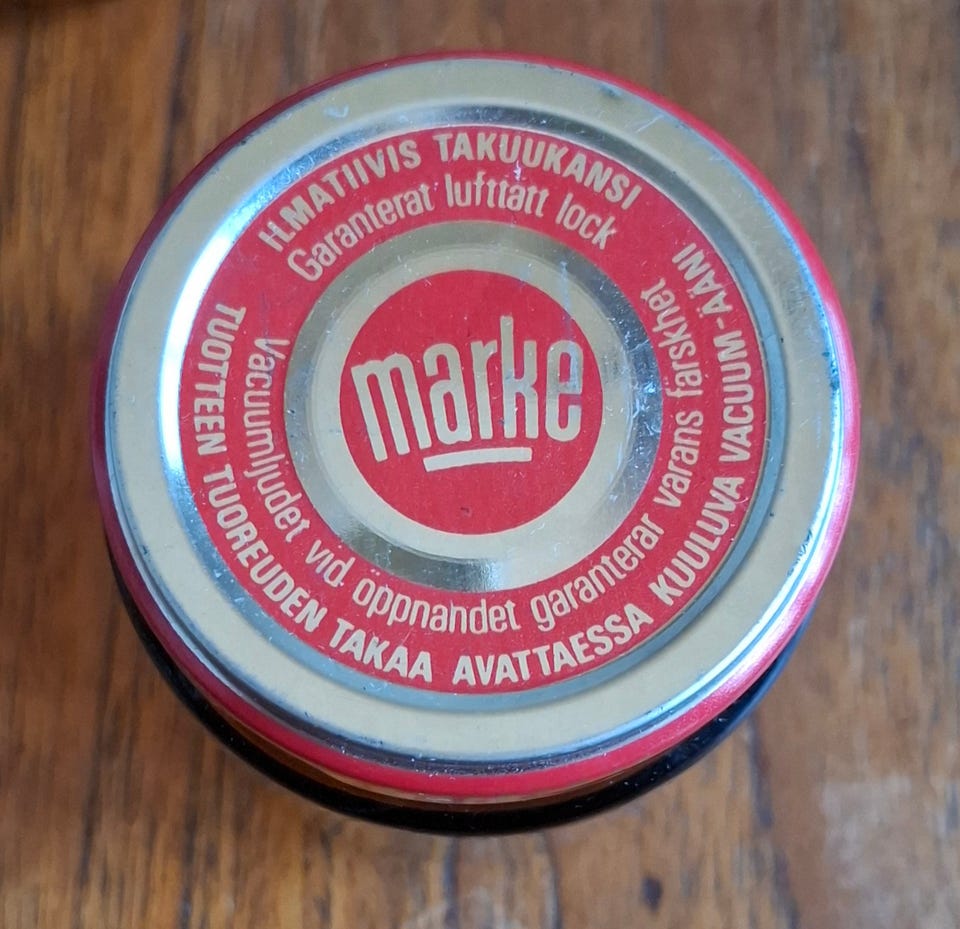 ILMATIIVIS TAKUUKANSI
Garanterat lufttätt lock
marke
Vacuumljudet vid öppnandet garanterar varans färskhet
TUOTTEEN TUOREUDEN TAKAA AVATTAESSA KUULUVA VACUUM-ÄÄNI